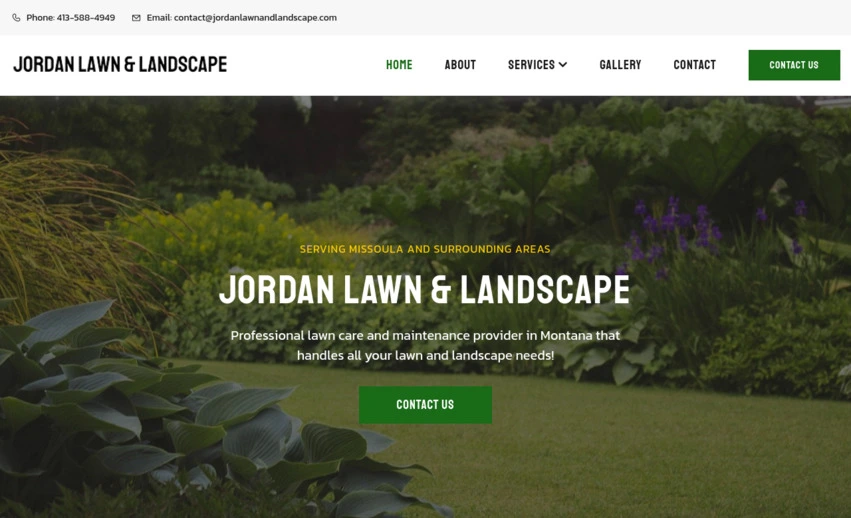 Phone: 413-588-4949 Email: contact@jordanlawnandlandscape.com
JORDAN LAWN & LANDSCAPE HOME ABOUT SERVICES GALLERY CONTACT CONTACT US
SERVING MISSOULA AND SURROUNDING AREAS
JORDAN LAWN & LANDSCAPE
Professional lawn care and maintenance provider in Montana that
handles all your lawn and landscape needs!
CONTACT US